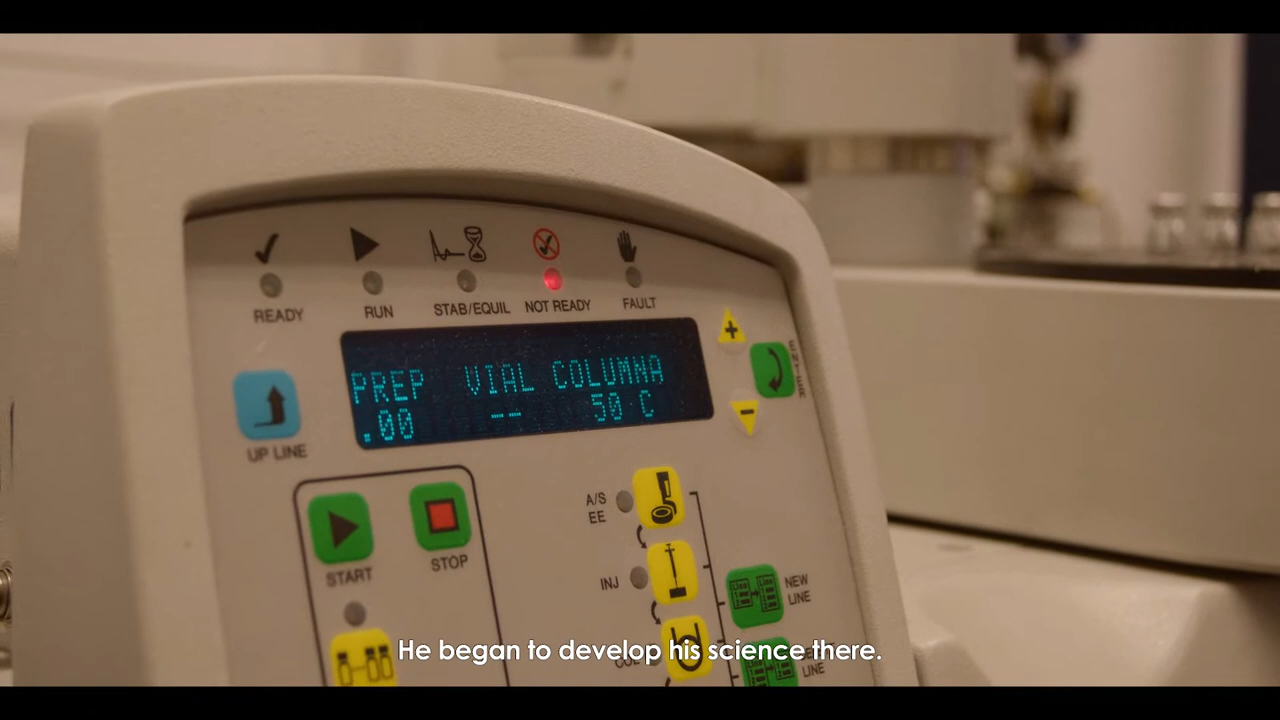 READY RUN STAB/EQUIL NOT READY FAULT
PREP VIAL COLUMNA
.00 -- 50 C
+
ENTER
-
UP LINE
START STOP
A/S
EE
INJ
NEW
LINE
LINE
He began to develop his science there.